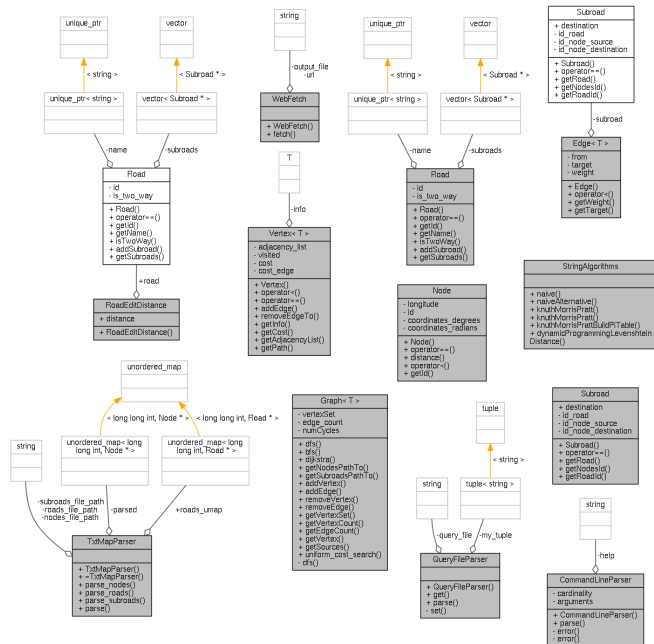 unique_ptr
vector
< string >
< Subroad * >
unique_ptr< string >
vector< Subroad * >
-name
-subroads
Road
- id
- is_two_way
+ Road()
+ operator==()
+ getId()
+ getName()
+ isTwoWay()
+ addSubroad()
+ getSubroads()
+road
RoadEditDistance
+ distance
+ RoadEditDistance()
string
-output_file
-url
WebFetch
+ WebFetch()
+ fetch()
T
-info
Vertex< T >
- adjacency_list
- visited
- cost
- cost_edge
+ Vertex()
+ operator<()
+ operator==()
+ addEdge()
+ removeEdgeTo()
+ getInfo()
+ getCost()
+ getAdjacencyList()
+ getPath()
unique_ptr
vector
< string >
< Subroad * >
unique_ptr< string >
vector< Subroad * >
-name
-subroads
Road
- id
- is_two_way
+ Road()
+ operator==()
+ getId()
+ getName()
+ isTwoWay()
+ addSubroad()
+ getSubroads()
Subroad
+ destination
- id_road
- id_node_source
- id_node_destination
+ Subroad()
+ operator==()
+ getRoad()
+ getNodesId()
+ getRoadId()
-subroad
Edge< T >
- from
- target
- weight
+ Edge()
+ operator<()
+ getWeight()
+ getTarget()
Node
- longitude
- id
- coordinates_degrees
- coordinates_radians
+ Node()
+ operator==()
+ distance()
+ operator<()
+ getId()
StringAlgorithms
+ naive()
+ naiveAlternative()
+ knuthMorrisPratt()
+ knuthMorrisPratt()
+ knuthMorrisPrattBuildPiTable()
+ dynamicProgrammingLevenshtein
Distance()
unordered_map
< long long int, Node * >
< long long int, Road * >
string
unordered_map< long
long int, Node * >
unordered_map< long
long int, Road * >
-subroads_file_path
-roads_file_path
-nodes_file_path
-parsed
+roads_umap
TxtMapParser
+ TxtMapParser()
+ ~TxtMapParser()
+ parse_nodes()
+ parse_roads()
+ parse_subroads()
+ parse()
Graph< T >
- vertexSet
- edge_count
- numCycles
+ dfs()
+ bfs()
+ dijkstra()
+ getNodesPathTo()
+ getSubroadsPathTo()
+ addVertex()
+ addEdge()
+ removeVertex()
+ removeEdge()
+ getVertexSet()
+ getVertexCount()
+ getEdgeCount()
+ getVertex()
+ getSources()
+ uniform_cost_search()
- dfs()
tuple
< string >
string
tuple< string >
-query_file
-my_tuple
QueryFileParser
+ QueryFileParser()
+ get()
+ parse()
- set()
Subroad
+ destination
- id_road
- id_node_source
- id_node_destination
+ Subroad()
+ operator==()
+ getRoad()
+ getNodesId()
+ getRoadId()
string
-help
CommandLineParser
- cardinality
- arguments
+ CommandLineParser()
+ parse()
- error()
- error()